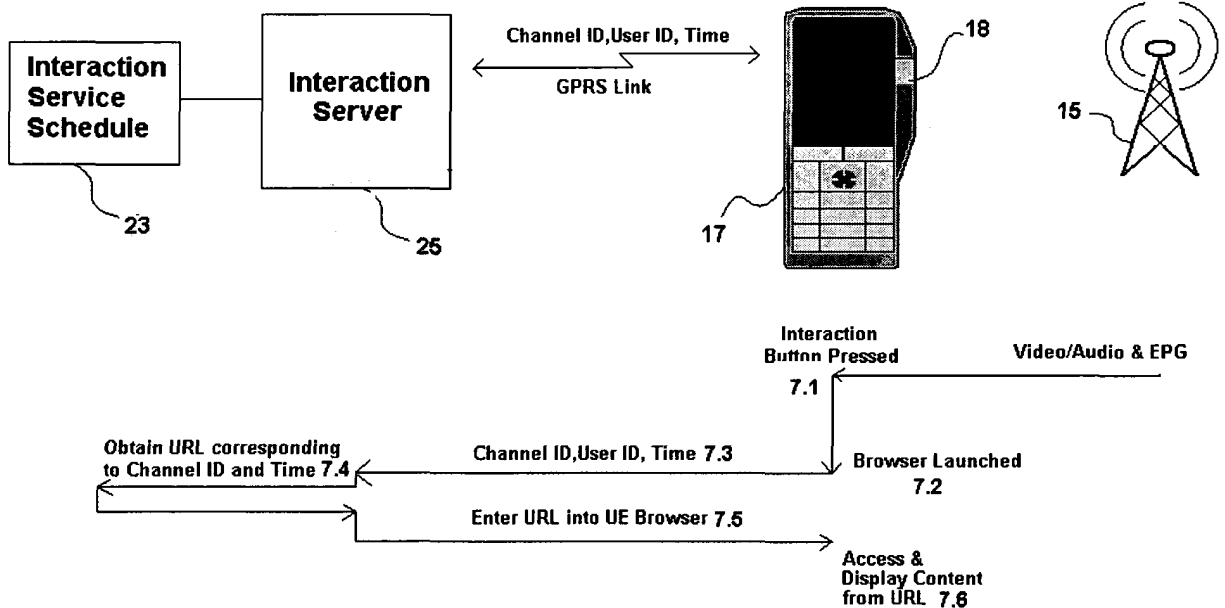 Interaction
Service
Schedule
23
Interaction
Server
25
Channel ID,User ID, Time
GPRS Link
17
18
15
Interaction
Button Pressed
7.1
Video/Audio & EPG
Obtain URL corresponding
to Channel ID and Time 7.4
Channel ID,User ID, Time 7.3
Browser Launched
7.2
Enter URL into UE Browser 7.5
Access &
Display Content
from URL 7.6